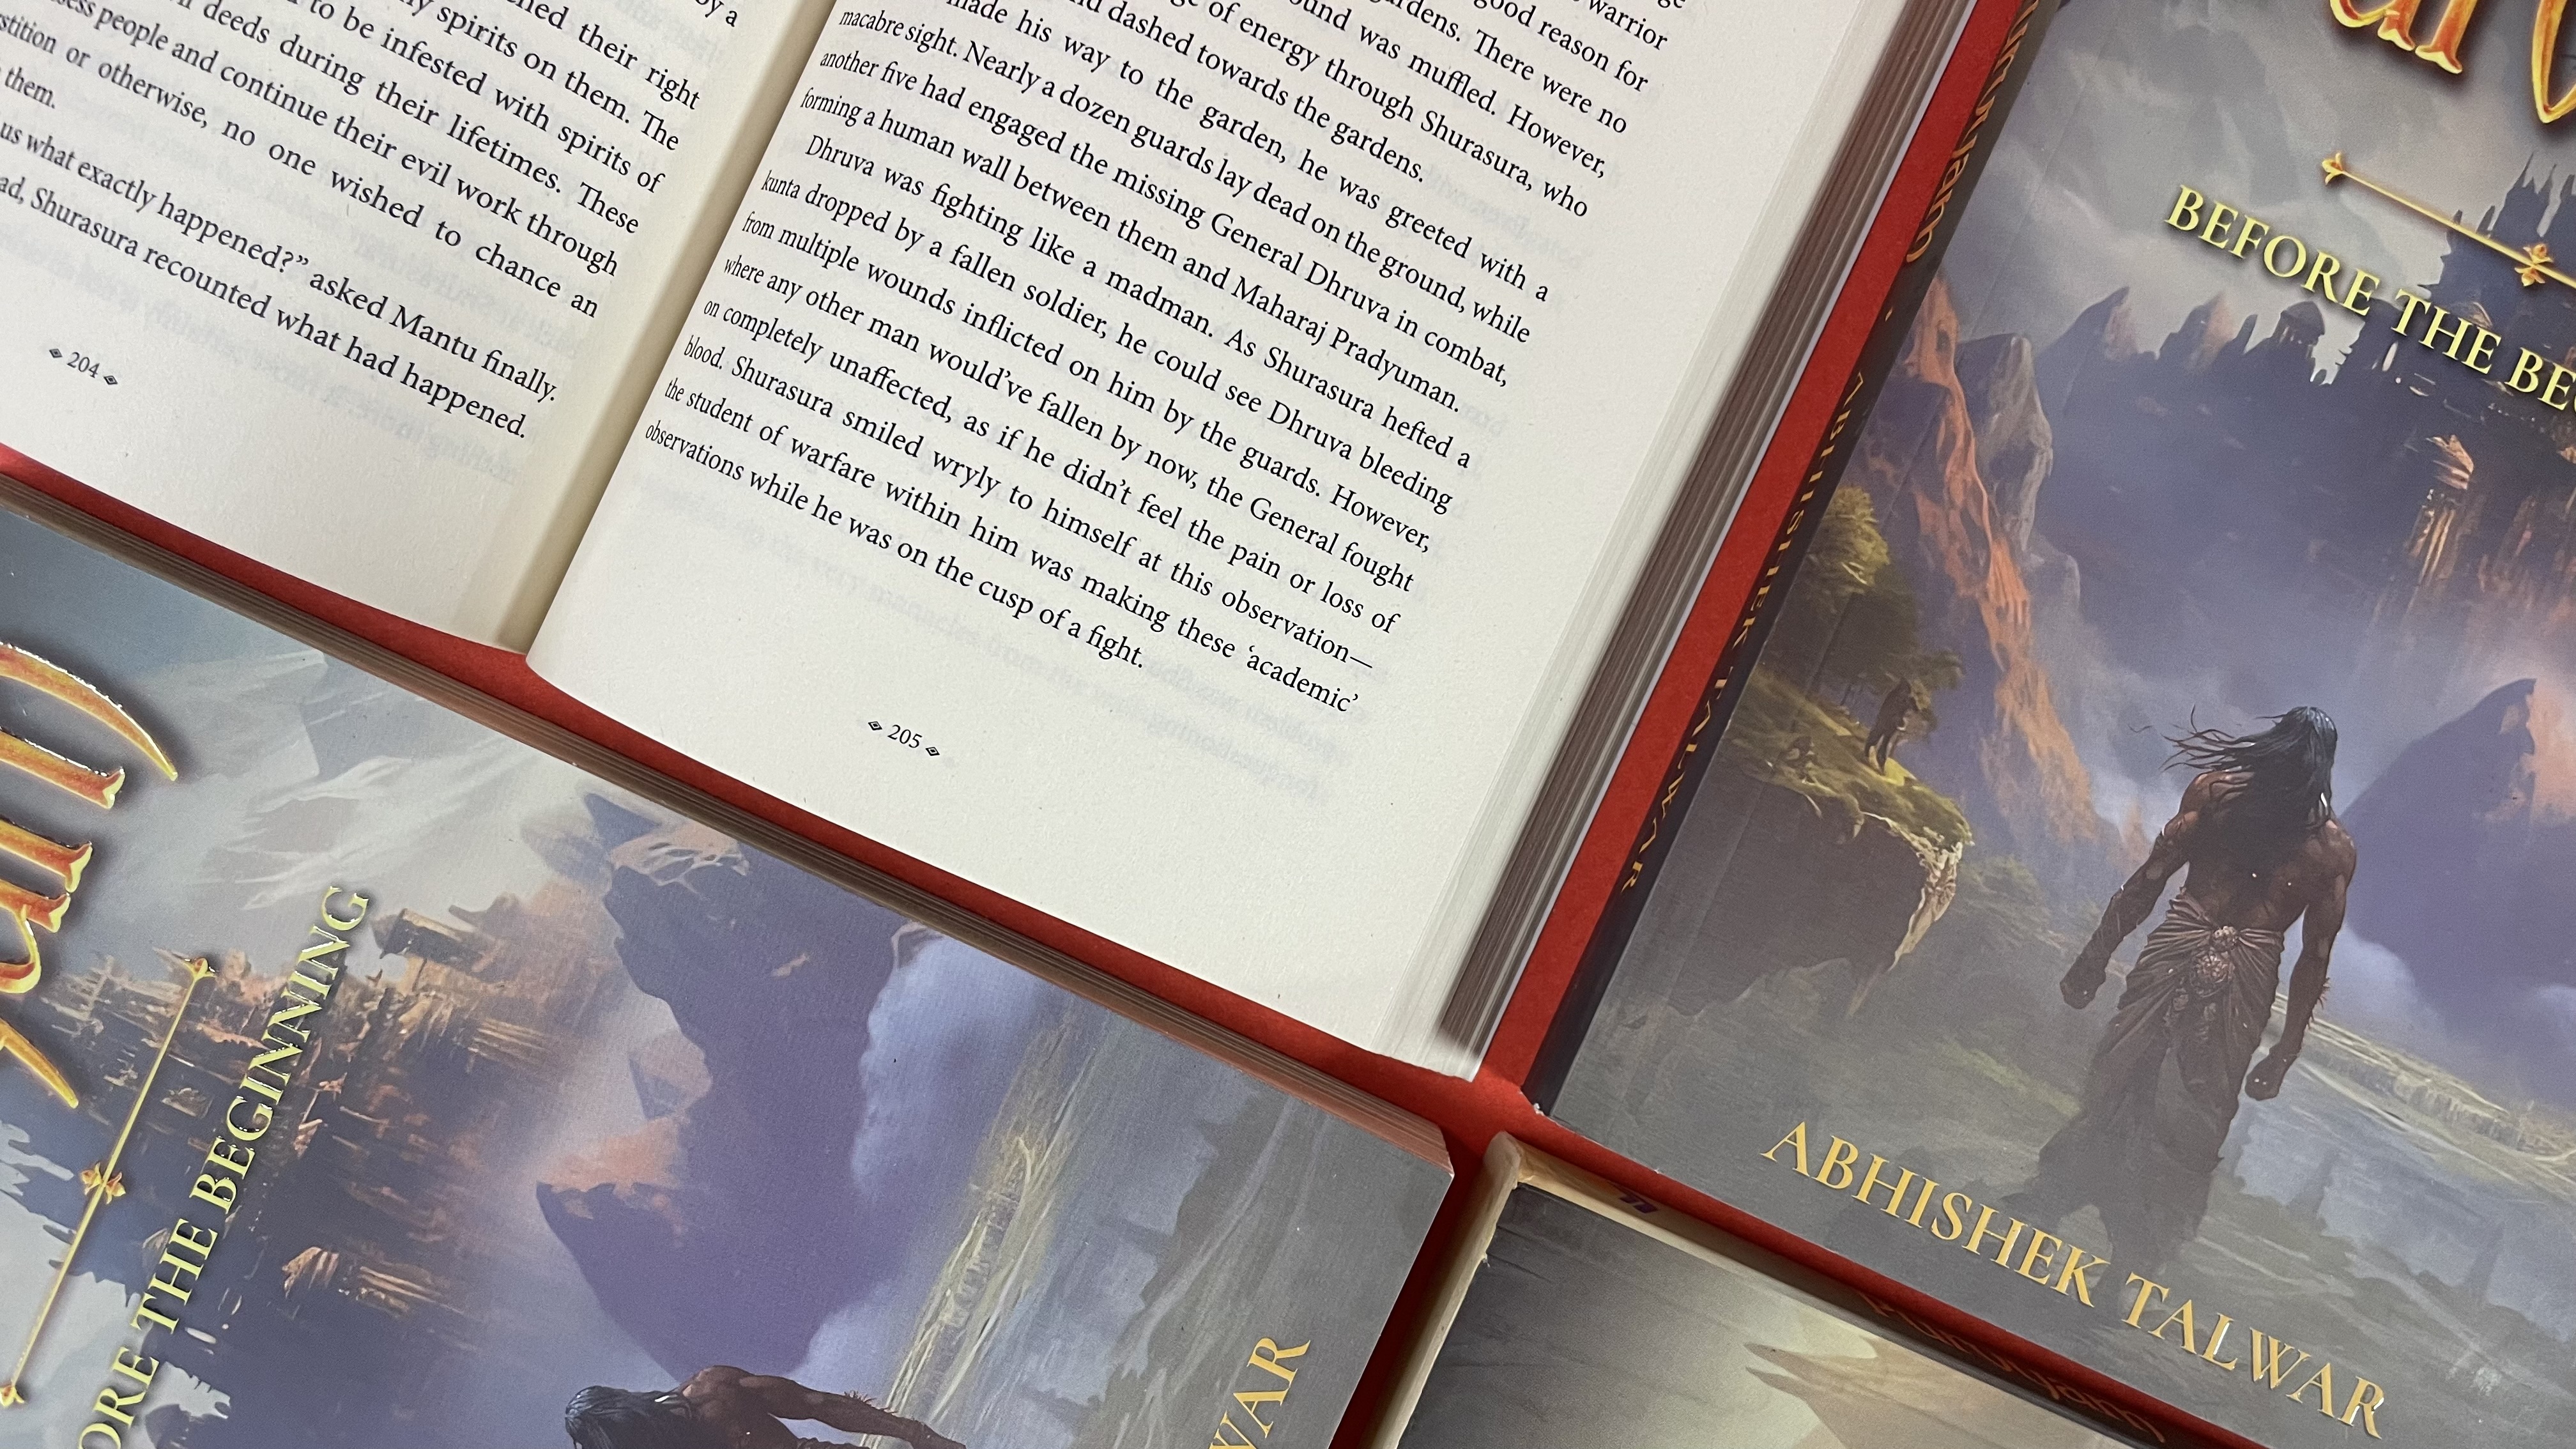 by a
their right
spirits on them. The
to be infested with spirits of
deeds during their lifetimes. These
people and continue their evil work through
or otherwise, no one wished to chance an
them.
us what exactly happened?” asked Mantu finally.
Shurasura recounted what had happened.
204
warrior
good reason for
There were no
was muffled. However,
of energy through Shurasura, who
dashed towards the gardens.
made his way to the garden, he was greeted with a
macabre sight. Nearly a dozen guards lay dead on the ground, while
another five had engaged the missing General Dhruva in combat,
forming a human wall between them and Maharaj Pradyuman.
Dhruva was fighting like a madman. As Shurasura hefted a
kunta dropped by a fallen soldier, he could see Dhruva bleeding
from multiple wounds inflicted on him by the guards. However,
where any other man would’ve fallen by now, the General fought
on completely unaffected, as if he didn’t feel the pain or loss of
blood. Shurasura smiled wryly to himself at this observation—
the student of warfare within him was making these ‘academic’
observations while he was on the cusp of a fight.
205
BEFORE THE
ABHISHEK TALWAR
ABHISHEK TALWAR
THE BEGINNING